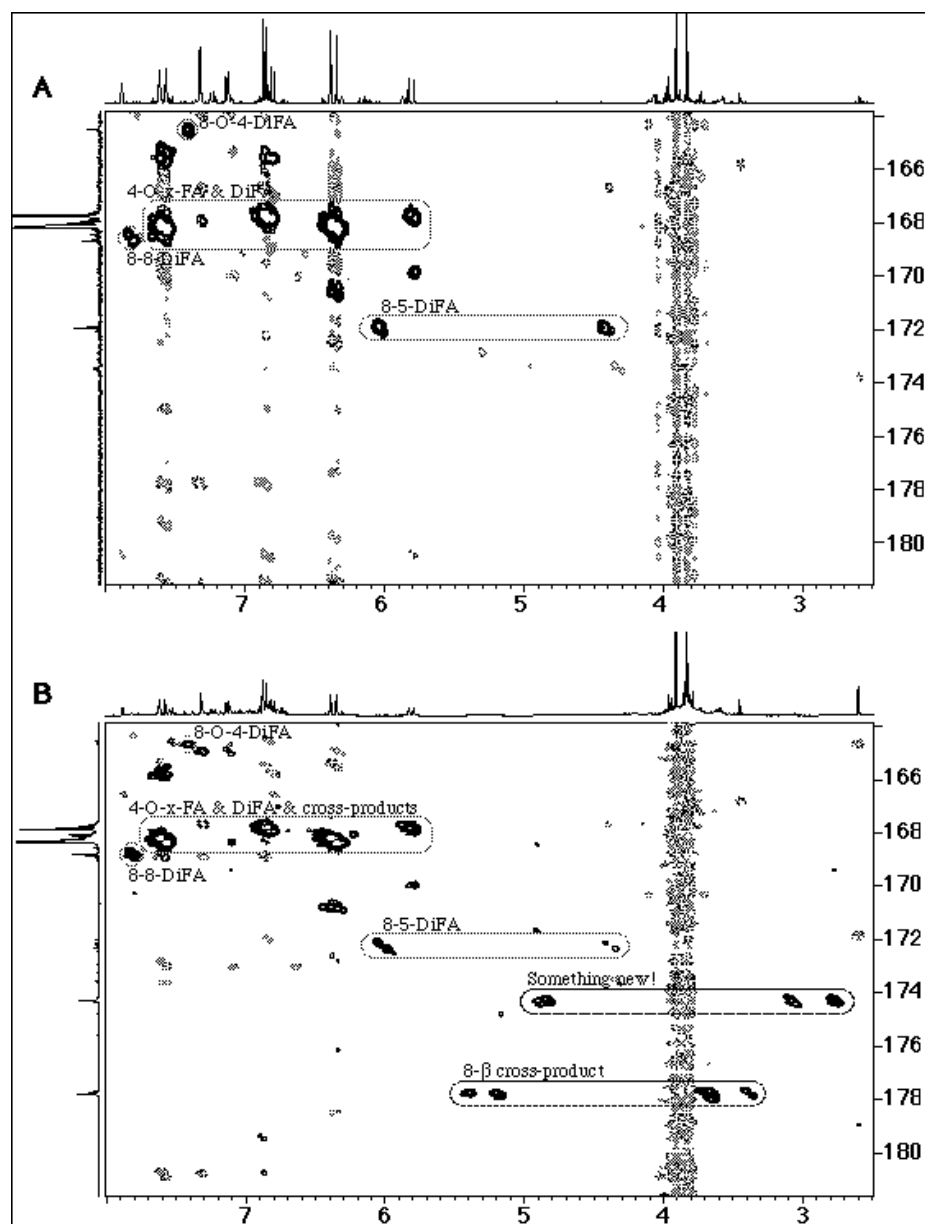 A
8-O-4-DiFA
166
4-O-x-FA & DiFA
168
8-8-DiFA
170
8-5-DiFA
172
174
176
178
180
7 6 5 4 3
B
8-O-4-DiFA
166
4-O-x-FA & DiFA & cross-products
168
8-8-DiFA
170
8-5-DiFA
172
Something new!
174
176
8-β cross-product
178
180
7 6 5 4 3